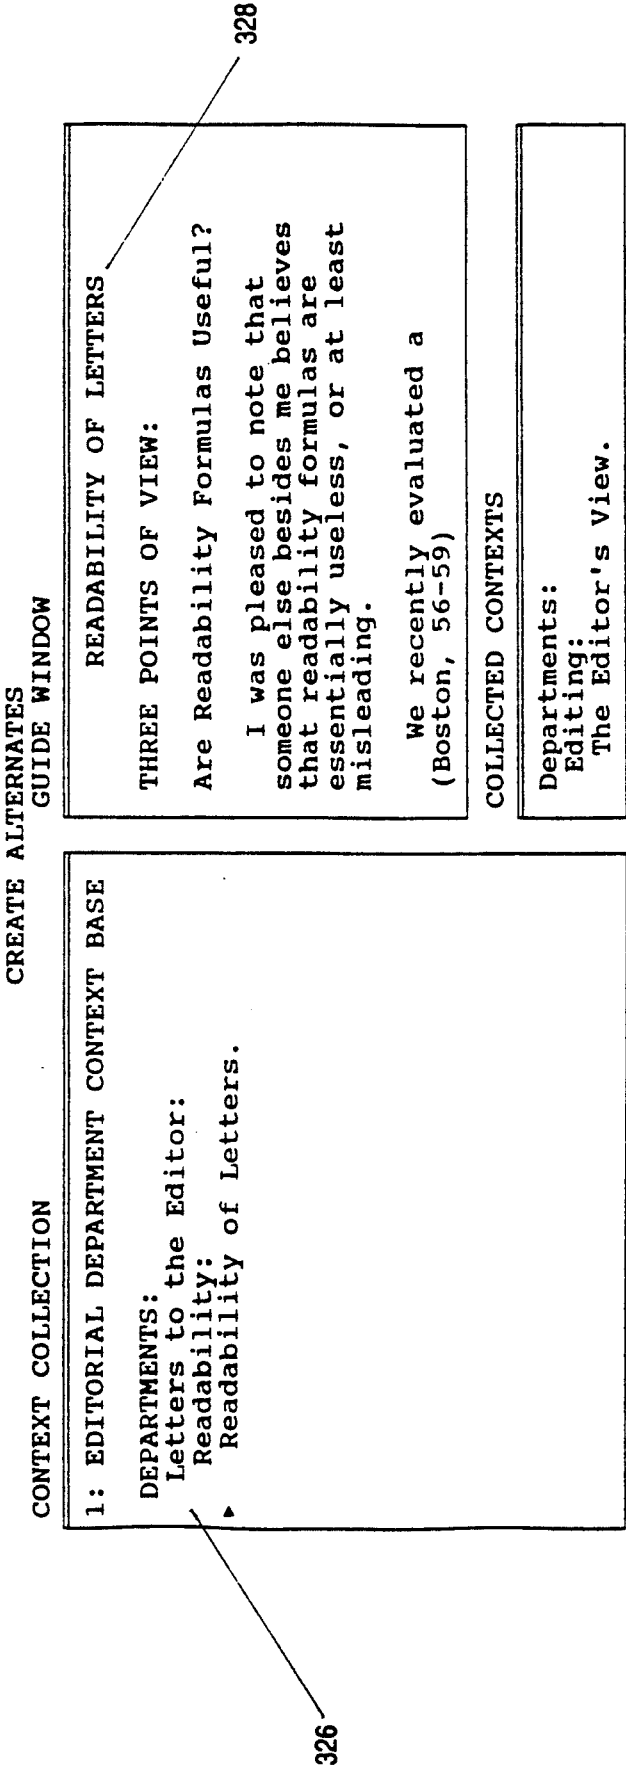 CREATE ALTERNATES
CONTEXT COLLECTION
GUIDE WINDOW
1: EDITORIAL DEPARTMENT CONTEXT BASE
DEPARTMENTS:
Letters to the Editor:
Readability:
Readability of Letters.
READABILITY OF LETTERS
THREE POINTS OF VIEW:
Are Readability Formulas Useful?
I was pleased to note that
someone else besides me believes
that readability formulas are
essentially useless, or at least
misleading.
We recently evaluated a
(Boston, 56-59)
COLLECTED CONTEXTS
Departments:
Editing:
The Editor's View.
326
328